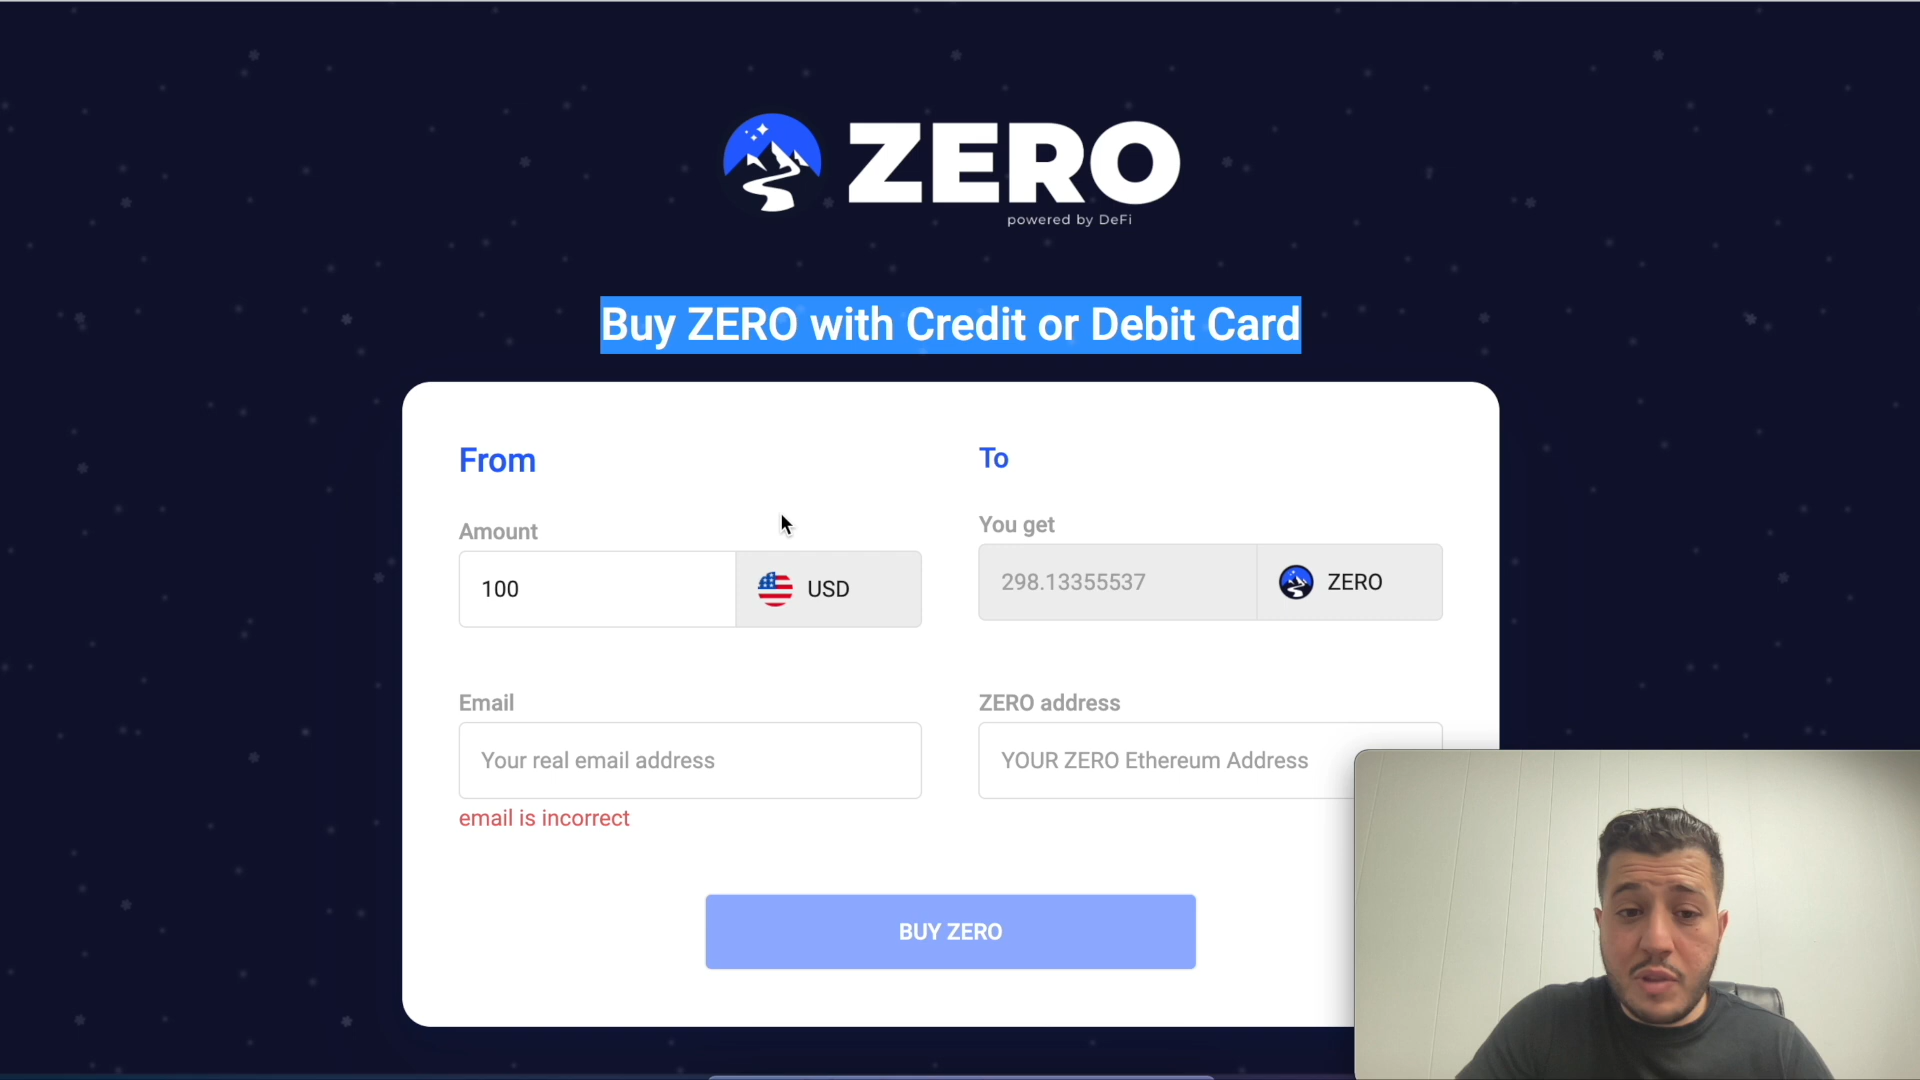 ZERO
powered by DeFi
Buy ZERO with Credit or Debit Card
From
To
Amount
You get
100
USD
298.13355537
ZERO
Email
ZERO address
Your real email address
YOUR ZERO Ethereum Address
email is incorrect
BUY ZERO